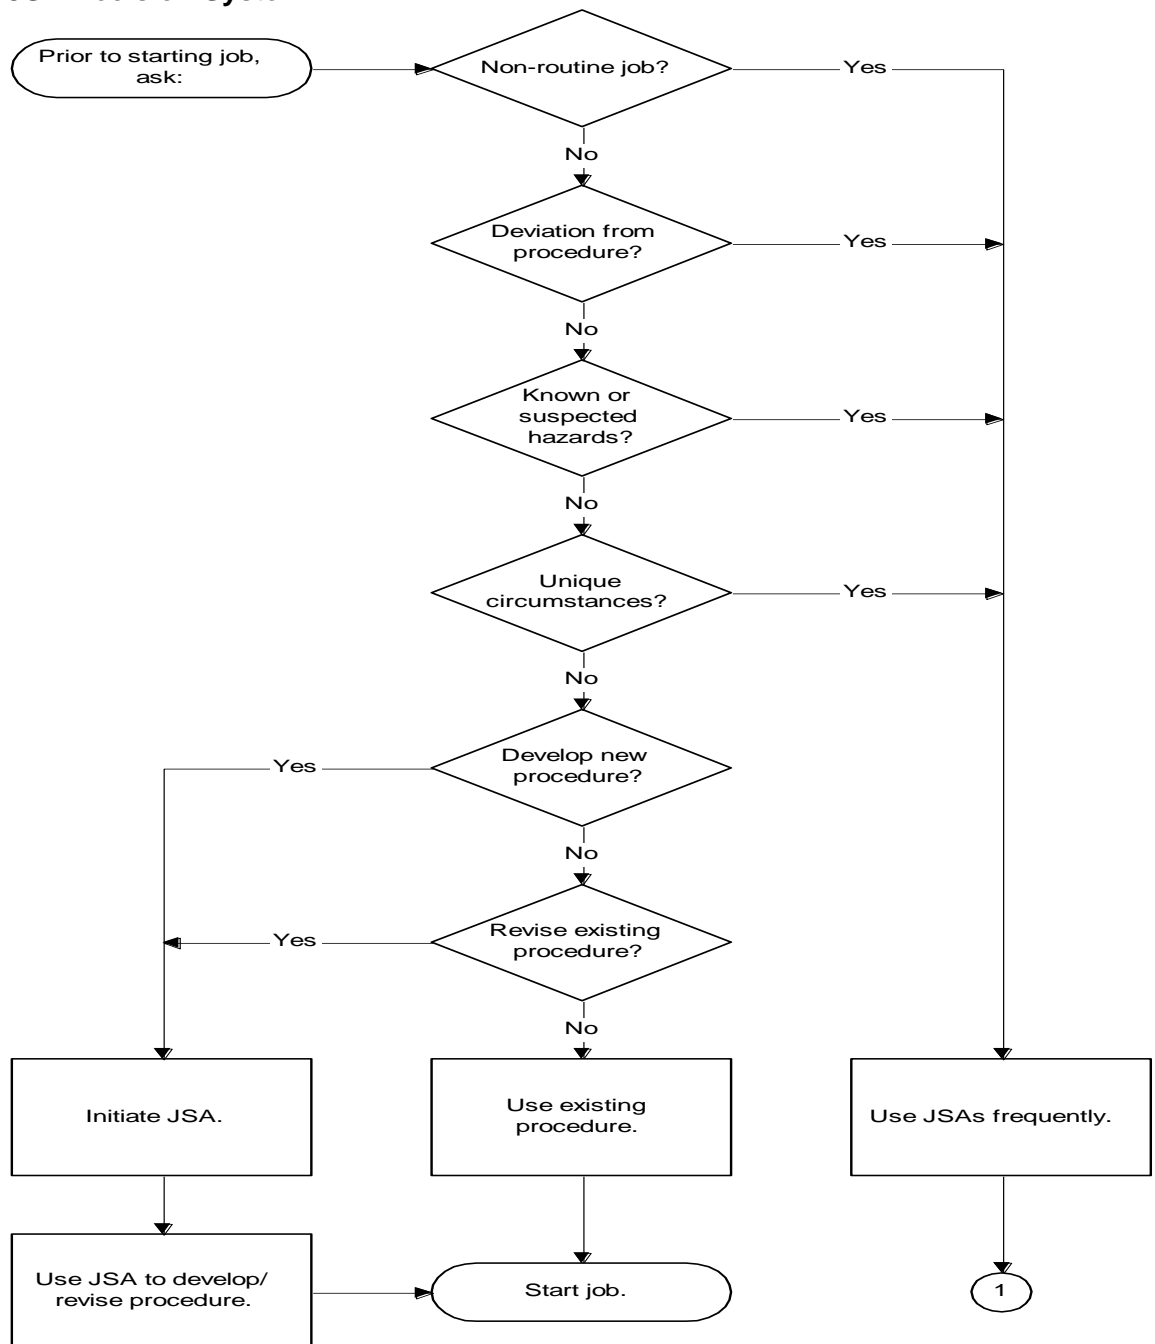 Prior to starting job,
ask:
Non-routine job?
Yes
No
Deviation from
procedure?
Yes
No
Known or
suspected
hazards?
Yes
No
Unique
circumstances?
Yes
No
Develop new
procedure?
Yes
No
Revise existing
procedure?
Yes
No
Initiate JSA.
Use existing
procedure.
Use JSAs frequently.
Use JSA to develop/
revise procedure.
Start job.
1